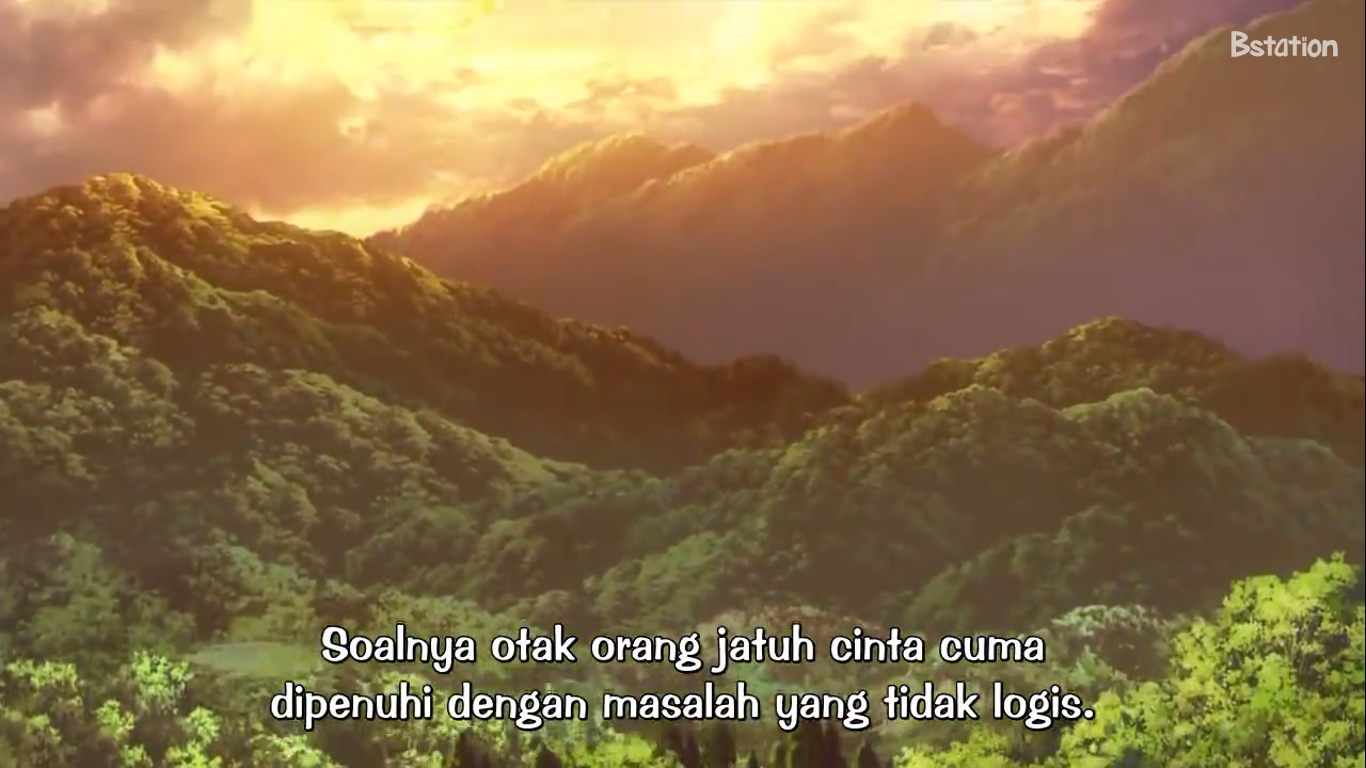 Bstation
Soalnya otak orang jatuh cinta cuma
dipenuhi dengan masalah yang tidak logis.